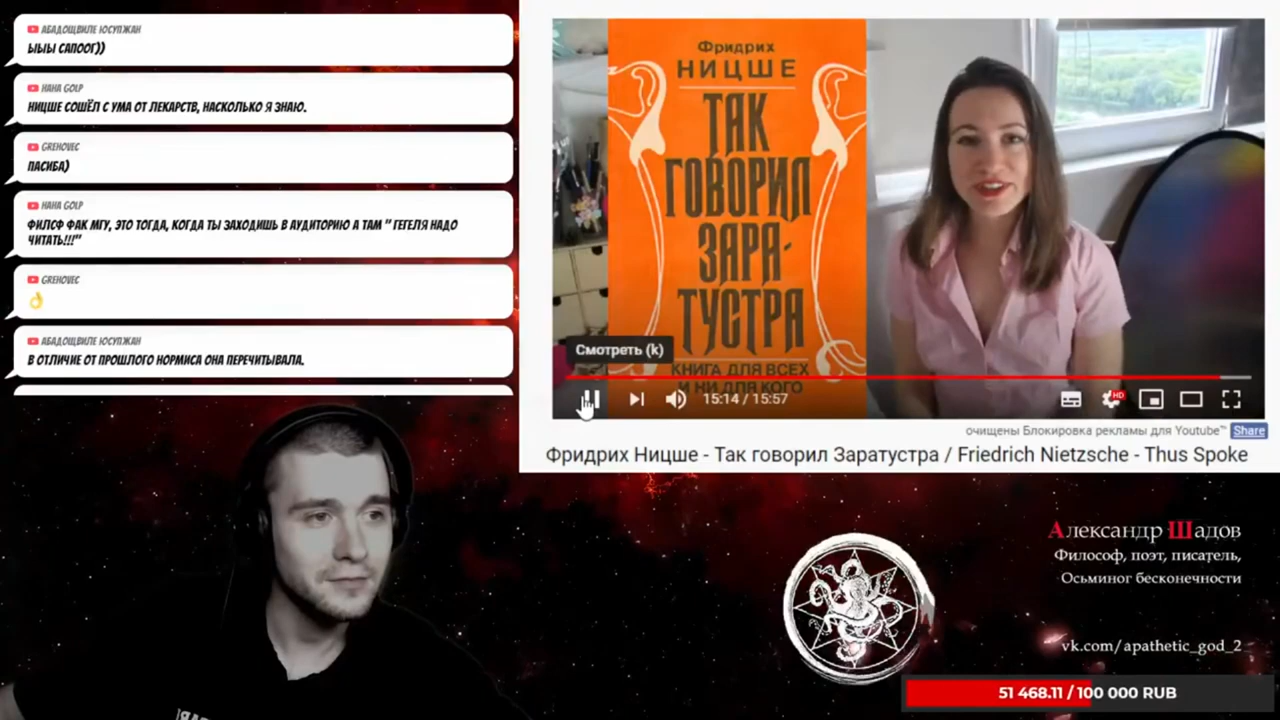 АБАДОЩВИЛЕ ЮСУПЖАН
ЫЫЫ САПООГ))
НАНА GOLP
НИЦШЕ СОШЁЛ С УМА ОТ ЛЕКАРСТВ, НАСКОЛЬКО Я ЗНАЮ.
GREHOVEC
ПАСИБА)
НАНА GOLP
ФИЛСФ ФАК МГУ, ЭТО ТОГДА, КОГДА ТЫ ЗАХОДИШЬ В АУДИТОРИЮ А ТАМ " ГЕГЕЛЯ НАДО
ЧИТАТЬ!!!"
GREHOVEC
👌
АБАДОЩВИЛЕ ЮСУПЖАН
В ОТЛИЧИЕ ОТ ПРОШЛОГО НОРМИСА ОНА ПЕРЕЧИТЫВАЛА.
Фридрих
НИЦШЕ
ТАК
ГОВОРИЛ
ЗАРА-
ТУСТРА
КНИГА ДЛЯ ВСЕХ
И НИ ДЛЯ КОГО
Смотреть (k)
15:14 / 15:57
HD
очищены Блокировка рекламы для Youtube™ Share
Фридрих Ницше - Так говорил Заратустра / Friedrich Nietzsche - Thus Spoke
Александр Шадов
Философ, поэт, писатель,
Осьминог бесконечности
vk.com/apathetic_god_2
51 468.11 / 100 000 RUB